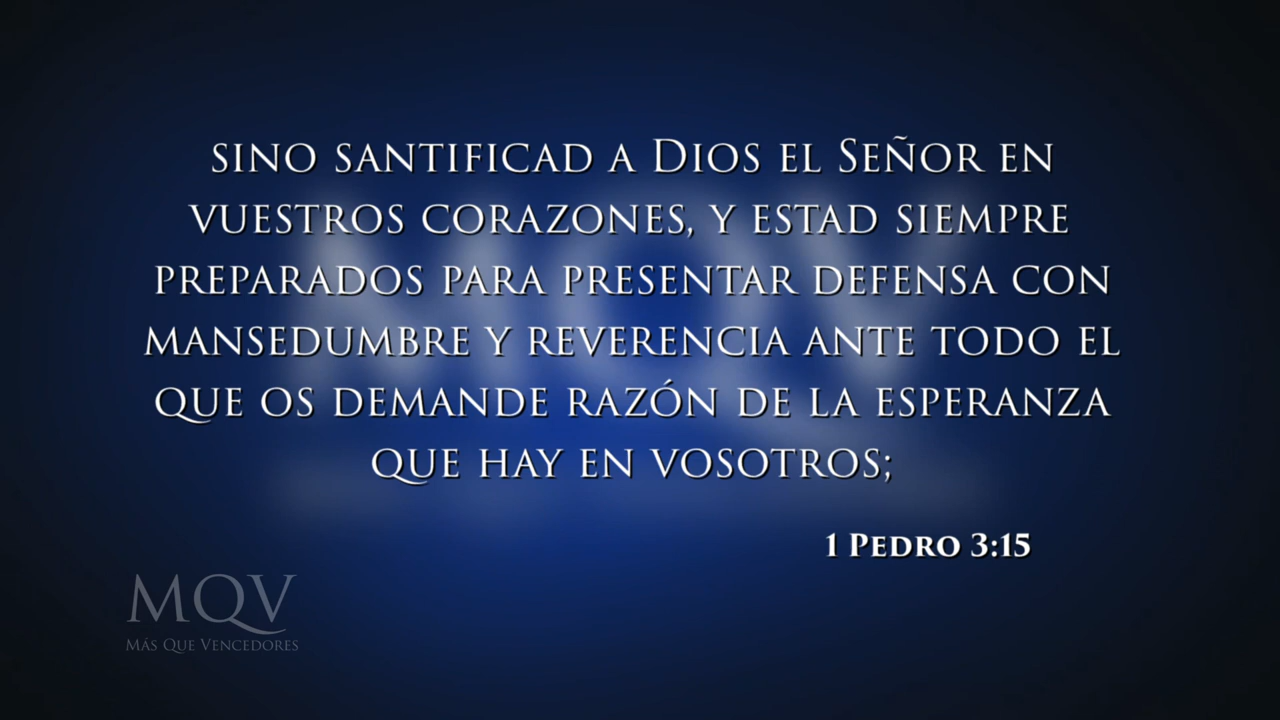 sino santificad a Dios el Señor en
vuestros corazones, y estad siempre
preparados para presentar defensa con
mansedumbre y reverencia ante todo el
que os demande razón de la esperanza
que hay en vosotros;
1 Pedro 3:15
MQV
Más Que Vencedores